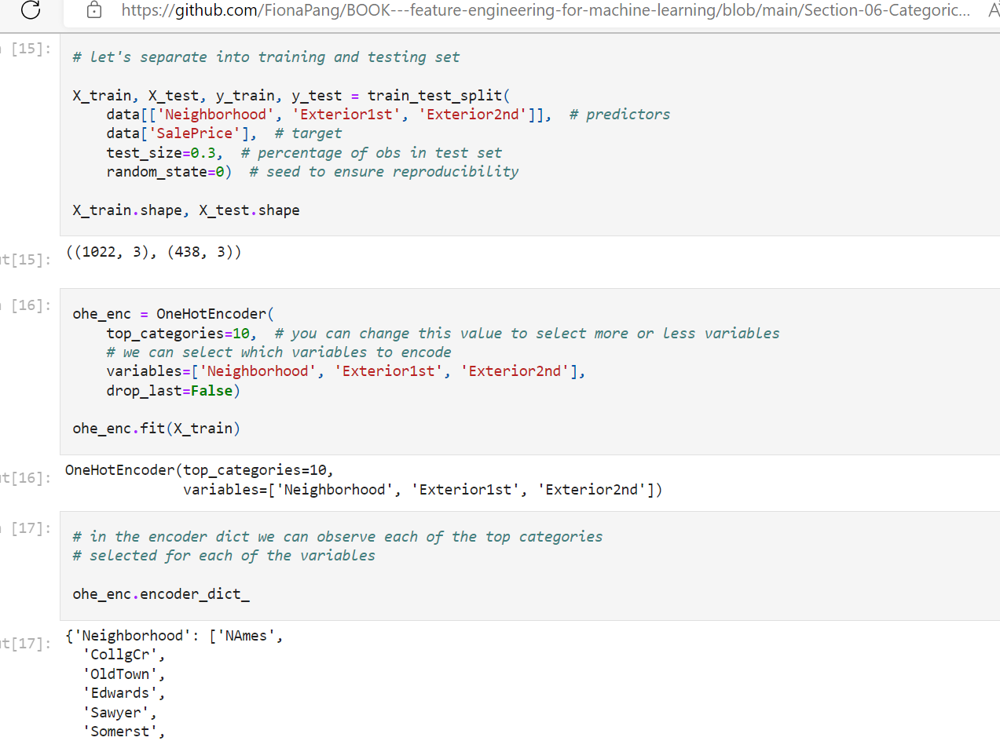 https://github.com/FionaPang/BOOK---feature-engineering-for-machine-learning/blob/main/Section-06-Categoric...
[15]:
# let's separate into training and testing set
X_train, X_test, y_train, y_test = train_test_split(
data[['Neighborhood', 'Exterior1st', 'Exterior2nd']],  # predictors
data['SalePrice'],  # target
test_size=0.3,  # percentage of obs in test set
random_state=0)  # seed to ensure reproducibility
X_train.shape, X_test.shape
t[15]:
((1022, 3), (438, 3))
[16]:
ohe_enc = OneHotEncoder(
top_categories=10,  # you can change this value to select more or less variables
# we can select which variables to encode
variables=['Neighborhood', 'Exterior1st', 'Exterior2nd'],
drop_last=False)
ohe_enc.fit(X_train)
t[16]:
OneHotEncoder(top_categories=10,
variables=['Neighborhood', 'Exterior1st', 'Exterior2nd'])
[17]:
# in the encoder dict we can observe each of the top categories
# selected for each of the variables
ohe_enc.encoder_dict_
t[17]:
{'Neighborhood': ['NAmes',
'CollgCr',
'OldTown',
'Edwards',
'Sawyer',
'Somerst',